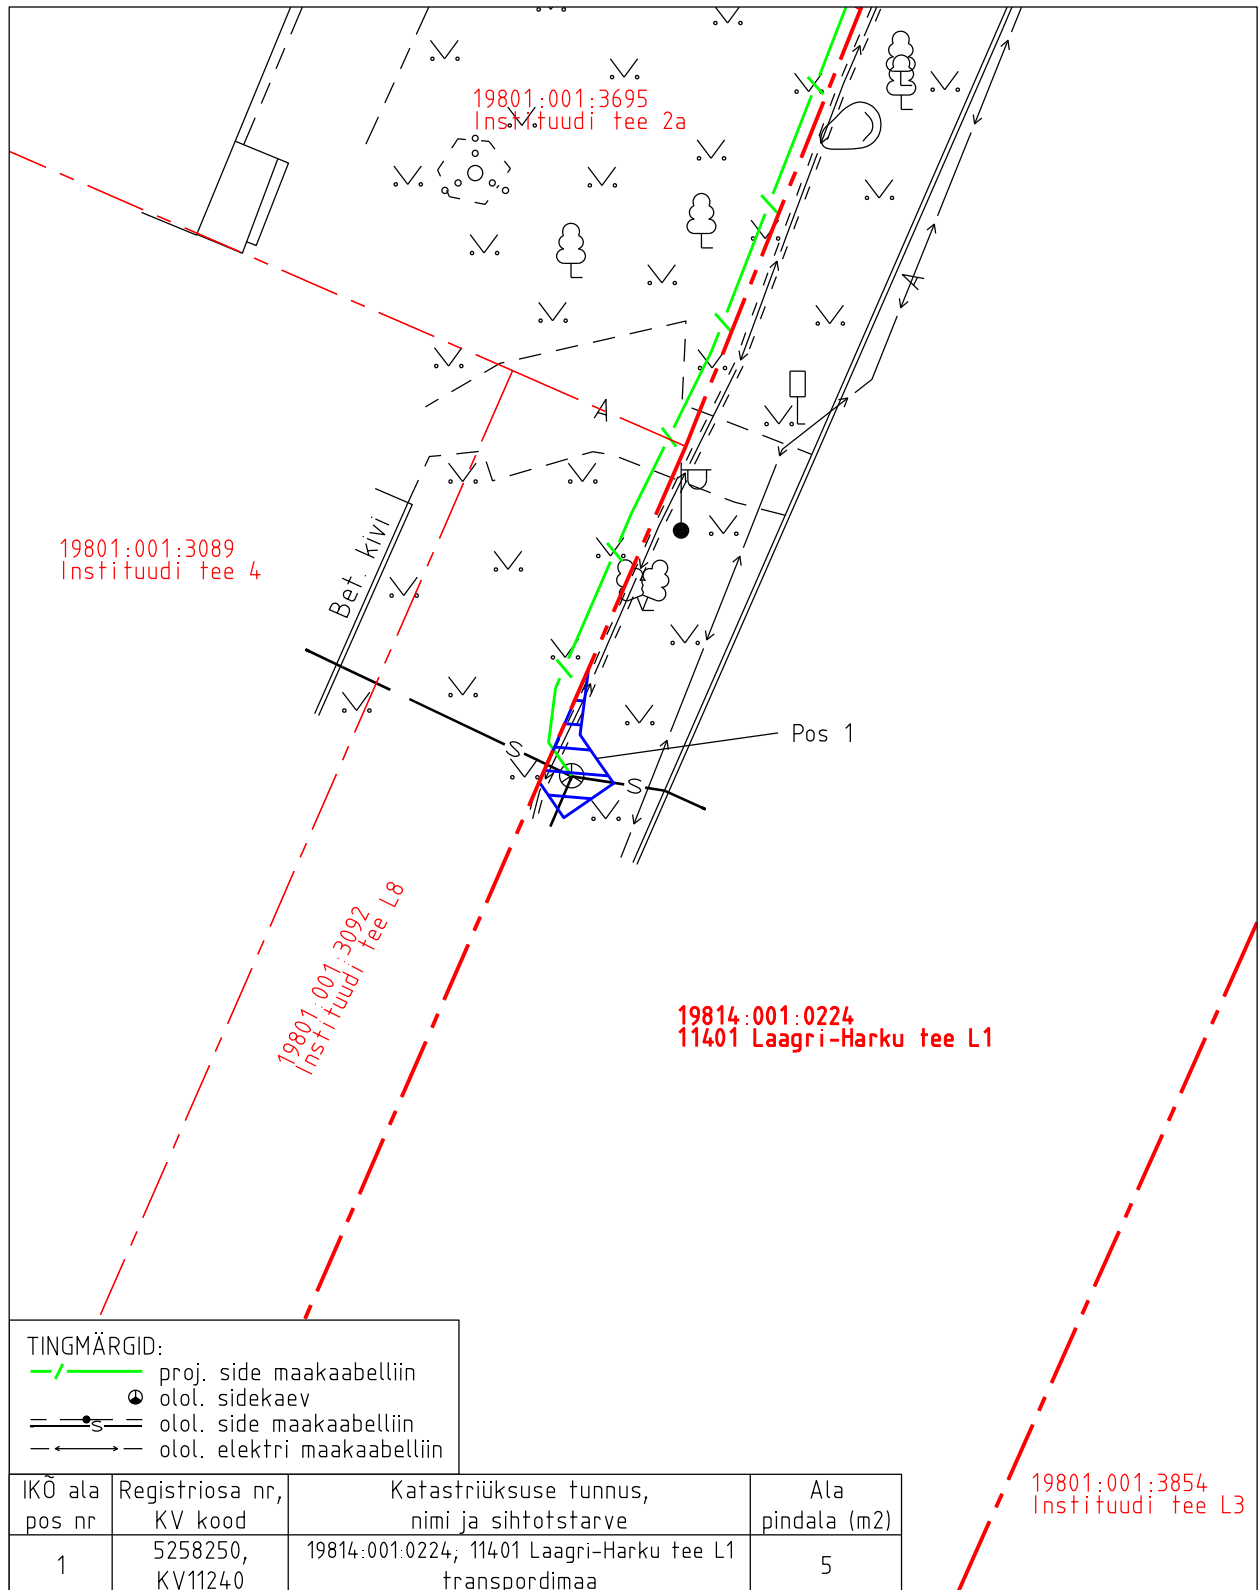 19801:001:3695
Instituudi tee 2a
A
A
19801:001:3089
Instituudi tee 4
Bet. kivi
Pos 1
S
S
19801:001:3092
Instituudi tee L8
19814:001:0224
11401 Laagri-Harku tee L1
TINGMÄRGID:
proj. side maakaabelliin
olol. sidekaev
S
olol. side maakaabelliin
olol. elektri maakaabelliin
19801:001:3854
Instituudi tee L3
IKÕ ala
pos nr
Registriosa nr,
KV kood
Katastriüksuse tunnus,
nimi ja sihtotstarve
Ala
pindala (m2)
1
5258250,
KV11240
19814:001:0224; 11401 Laagri-Harku tee L1
transpordimaa
5